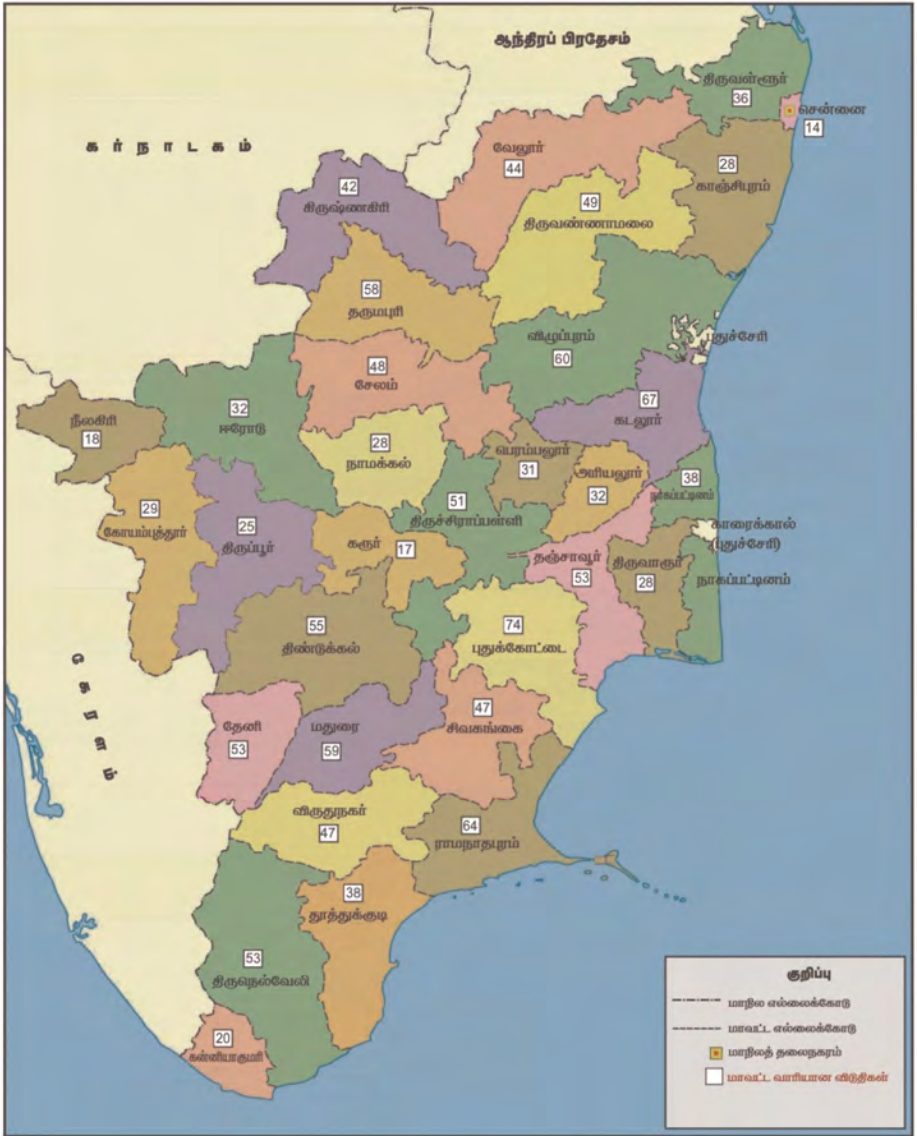 ஆந்திரப் பிரதேசம்
திருவள்ளூர்
36
சென்னை
14
கர்நாடகம்
வேலூர்
44
28
காஞ்சிபுரம்
42
கிருஷ்ணகிரி
49
திருவண்ணாமலை
58
தருமபுரி
விழுப்புரம்
60
புதுச்சேரி
48
சேலம்
67
கடலூர்
நீலகிரி
18
32
ஈரோடு
28
நாமக்கல்
பெரம்பலூர்
31
அரியலூர்
32
38
நாகப்பட்டினம்
29
கோயம்புத்தூர்
25
திருப்பூர்
51
திருச்சிராப்பள்ளி
கரூர்
17
தஞ்சாவூர்
53
திருவாரூர்
28
காரைக்கால்
(புதுச்சேரி)
நாகப்பட்டினம்
55
திண்டுக்கல்
74
புதுக்கோட்டை
கேரளம்
தேனி
53
மதுரை
59
47
சிவகங்கை
விருதுநகர்
47
64
ராமநாதபுரம்
38
தூத்துக்குடி
53
திருநெல்வேலி
20
கன்னியாகுமரி
குறிப்பு
மாநில எல்லைக்கோடு
மாவட்ட எல்லைக்கோடு
மாநிலத் தலைநகரம்
மாவட்ட வாரியான விடுதிகள்